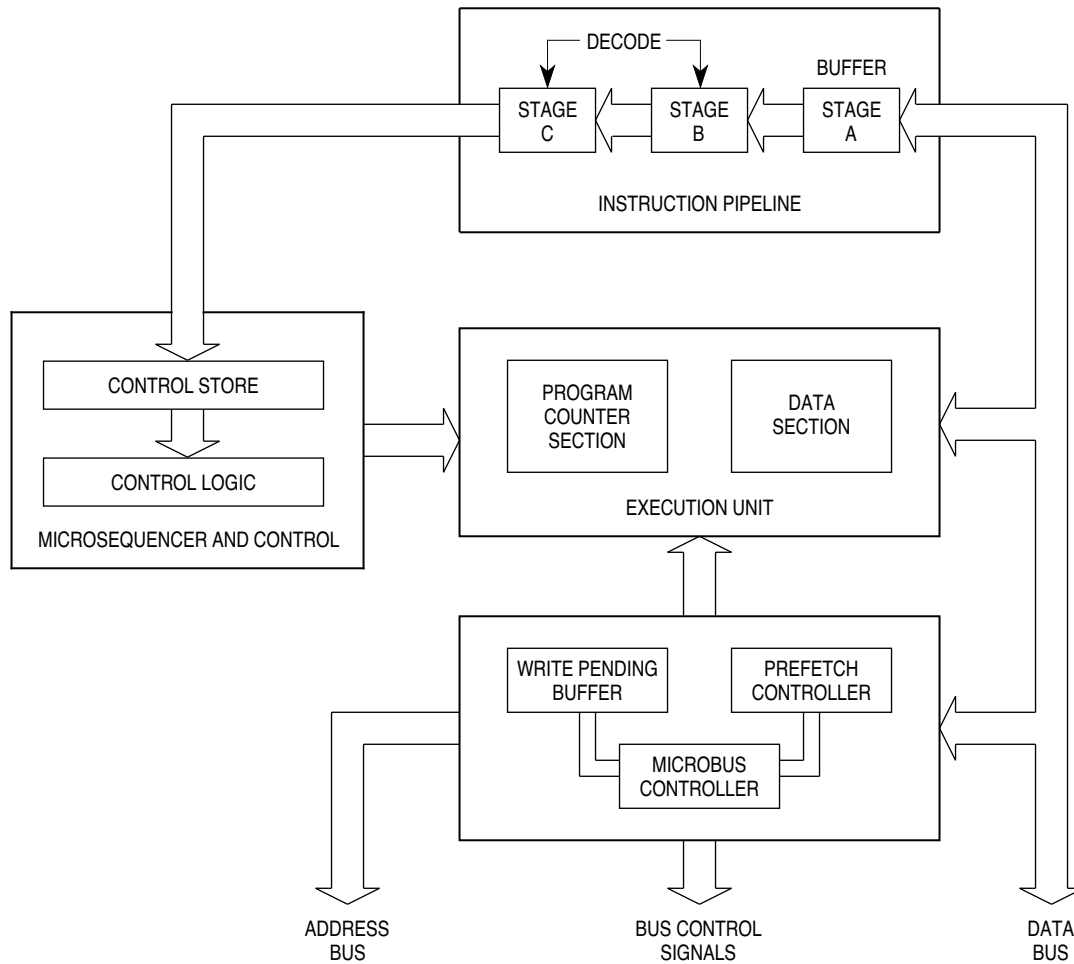 DECODE
BUFFER
STAGE
C
STAGE
B
STAGE
A
INSTRUCTION PIPELINE
CONTROL STORE
CONTROL LOGIC
MICROSEQUENCER AND CONTROL
PROGRAM
COUNTER
SECTION
DATA
SECTION
EXECUTION UNIT
WRITE PENDING
BUFFER
PREFETCH
CONTROLLER
MICROBUS
CONTROLLER
ADDRESS
BUS
BUS CONTROL
SIGNALS
DATA
BUS